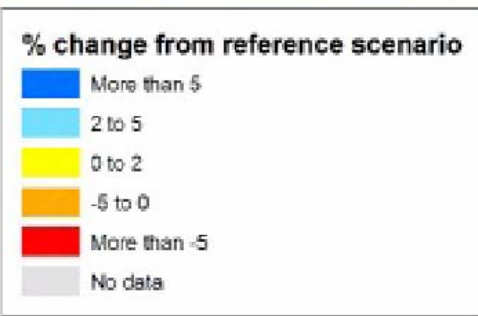 % change from reference scenario
More than 5
2 to 5
0 to 2
-5 to 0
More than -5
No data